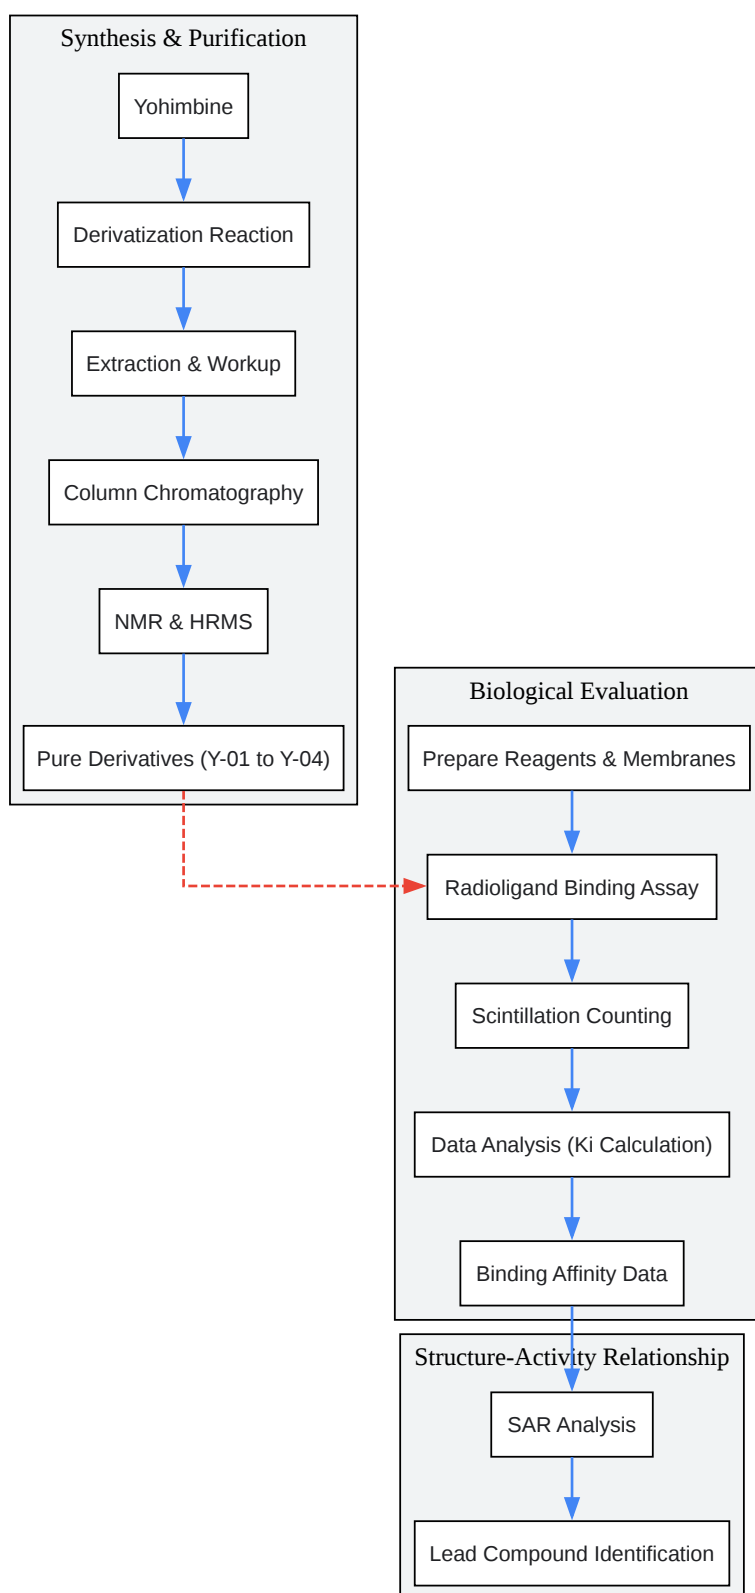 Synthesis & Purification
Yohimbine
Derivatization Reaction
Extraction & Workup
Column Chromatography
NMR & HRMS
Pure Derivatives (Y-01 to Y-04)
Biological Evaluation
Prepare Reagents & Membranes
Radioligand Binding Assay
Scintillation Counting
Data Analysis (Ki Calculation)
Binding Affinity Data
Structure-Activity Relationship
SAR Analysis
Lead Compound Identification